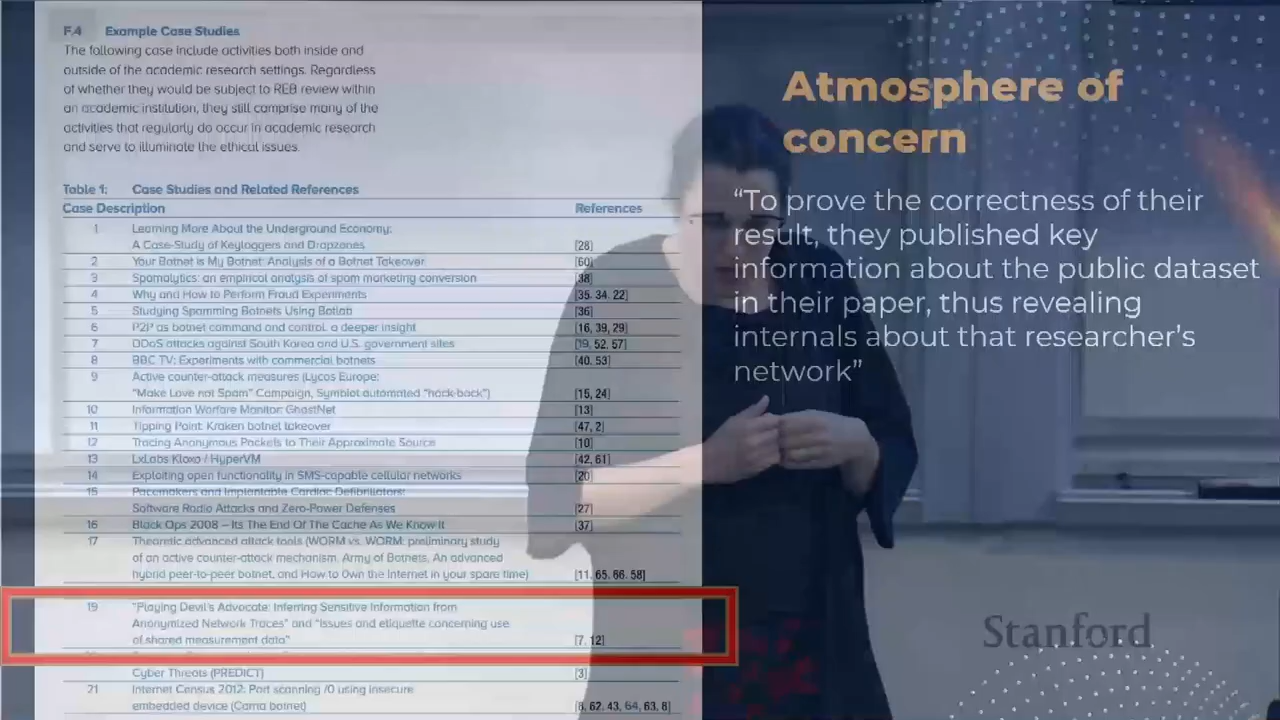 F.4 Example Case Studies
The following case include activities both inside and
outside of the academic research settings. Regardless
of whether they would be subject to REB review within
an academic institution, they still comprise many of the
activities that regularly do occur in academic research
and serve to illuminate the ethical issues.
Table 1: Case Studies and Related References
Case Description References
1 Learning More About the Underground Economy:
A Case-Study of Keyloggers and Dropzones [28]
2 Your Botnet is My Botnet: Analysis of a Botnet Takeover [60]
3 Spamalytics: an empirical analysis of spam marketing conversion [38]
4 Why and How to Perform Fraud Experiments [35, 34, 22]
5 Studying Spamming Botnets Using Botlab [36]
6 P2P as botnet command and control: a deeper insight [16, 39, 29]
7 DDoS attacks against South Korea and U.S. government sites [19, 52, 57]
8 BBC TV: Experiments with commercial botnets [40, 53]
9 Active counter-attack measures (Lycos Europe:
"Make Love not Spam" Campaign, Symbiot automated "hack-back") [15, 24]
10 Information Warfare Monitor: GhostNet [13]
11 Tipping Point: Kraken botnet takeover [47, 2]
12 Tracing Anonymous Packets to Their Approximate Source [10]
13 LxLabs Kloxo / HyperVM [42, 61]
14 Exploiting open functionality in SMS-capable cellular networks [20]
15 Pacemakers and Implantable Cardiac Defibrillators:
Software Radio Attacks and Zero-Power Defenses [27]
16 Black Ops 2008 – Its The End Of The Cache As We Know It [37]
17 Theoretic advanced attack tools (WORM vs. WORM: preliminary study
of an active counter-attack mechanism, Army of Botnets, An advanced
hybrid peer-to-peer botnet, and How to Own the Internet in your spare time) [11, 65, 66, 58]
19 "Playing Devil's Advocate: Inferring Sensitive Information from
Anonymized Network Traces" and "Issues and etiquette concerning use
of shared measurement data" [7, 12]
Cyber Threats (PREDICT) [3]
21 Internet Census 2012: Port scanning /0 using insecure
embedded device (Carna botnet) [6, 62, 43, 64, 63, 8]
Atmosphere of
concern
“To prove the correctness of their
result, they published key
information about the public dataset
in their paper, thus revealing
internals about that researcher’s
network”
Stanford